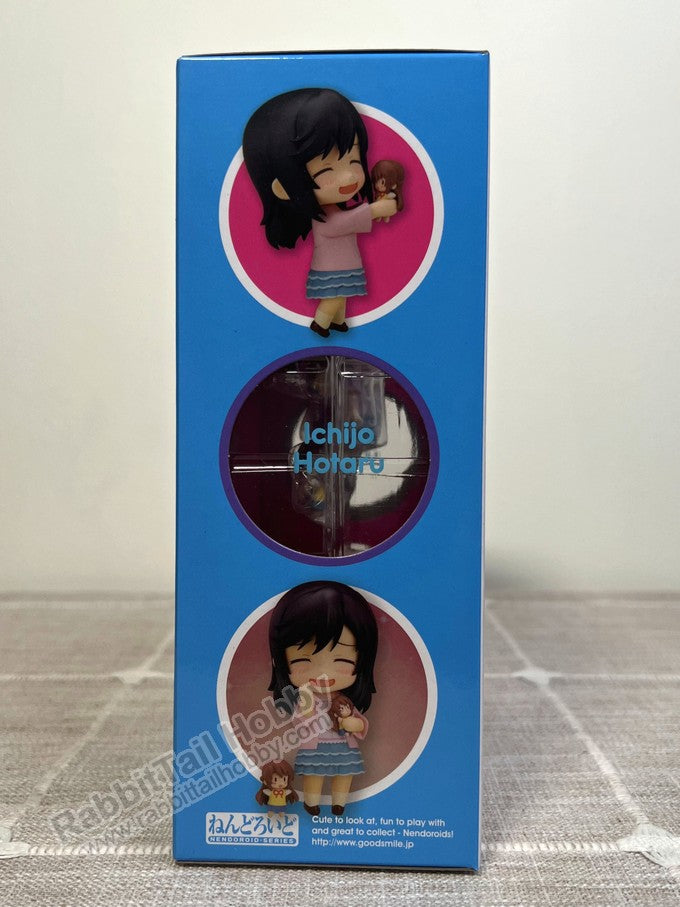 Ichijo
Hotaru
RabbitTail Hobby
www.rabbittailhobby.com
ねんどろいど
NENDOROID-SERIES
Cute to look at, fun to play with
and great to collect - Nendoroids!
http://www.goodsmile.jp